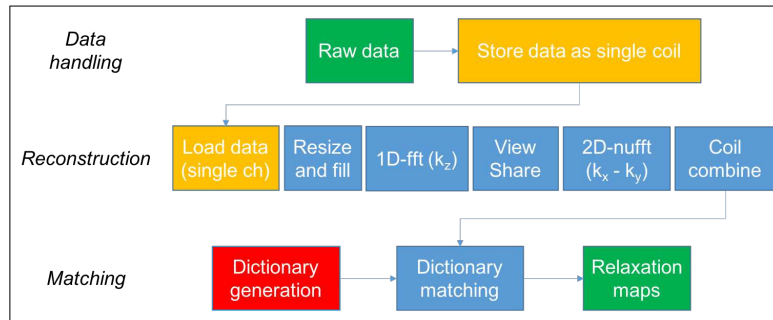 Data
handling
Raw data
Store data as single coil
Reconstruction
Load data
(single ch)
Resize
and fill
1D-fft (kz)
View
Share
2D-nufft
(kx - ky)
Coil
combine
Matching
Dictionary
generation
Dictionary
matching
Relaxation
maps